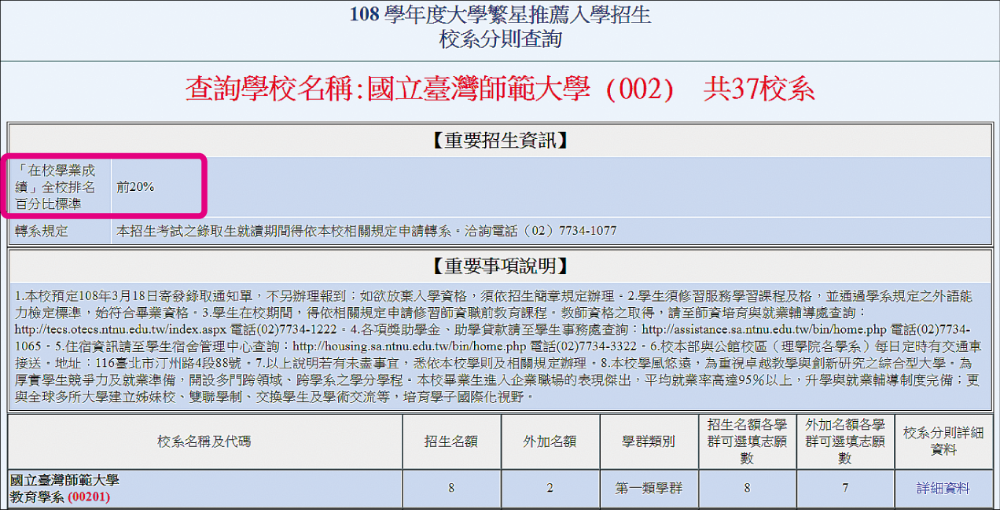 108 學年度大學繁星推薦入學招生
校系分則查詢
查詢學校名稱:國立臺灣師範大學（002） 共37校系
【重要招生資訊】
「在校學業成
績」全校排名
百分比標準
前20%
轉系規定
本招生考試之錄取生就讀期間得依本校相關規定申請轉系。洽詢電話（02）7734-1077
【重要事項說明】
1.本校預定108年3月18日寄發錄取通知單，不另辦理報到；如欲放棄入學資格，須依招生簡章規定辦理。2.學生須修習服務學習課程及格，並通過學系規定之外語能
力檢定標準，始符合畢業資格。3.學生在校期間，得依相關規定申請修習師資職前教育課程。教師資格之取得，請至師資培育與就業輔導處查詢：
http://tecs.otecs.ntnu.edu.tw/index.aspx 電話(02)7734-1222。4.各項獎助學金、助學貸款請至學生事務處查詢：http://assistance.sa.ntnu.edu.tw/bin/home.php 電話(02)7734-
1065。5.住宿資訊請至學生宿舍管理中心查詢：http://housing.sa.ntnu.edu.tw/bin/home.php 電話(02)7734-3322。6.校本部與公館校區（理學院各學系）每日定時有交通車
接送。地址：116臺北市汀州路4段88號。7.以上說明若有未盡事宜，悉依本校學則及相關規定辦理。8.本校學風悠遠，為重視卓越教學與創新研究之綜合型大學。為
厚實學生競爭力及就業準備，開設多門跨領域、跨學系之學分學程。本校畢業生進入企業職場的表現傑出，平均就業率高達95%以上，升學與就業輔導制度完備；更
與全球多所大學建立姊妹校、雙聯學制、交換學生及學術交流等，培育學子國際化視野。
校系名稱及代碼
招生名額
外加名額
學群類別
招生名額各學
群可選填志願
數
外加名額各學
群可選填志願
數
校系分則詳細
資料
國立臺灣師範大學
教育學系 (00201)
8
2
第一類學群
8
7
詳細資料